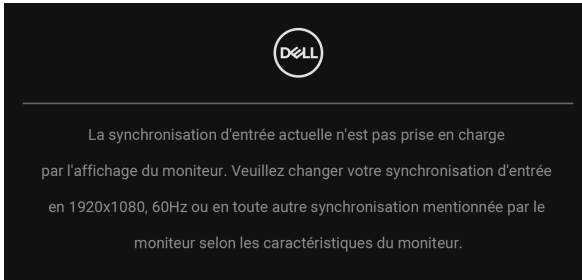 DELL
La synchronisation d'entrée actuelle n'est pas prise en charge
par l'affichage du moniteur. Veuillez changer votre synchronisation d'entrée
en 1920x1080, 60Hz ou en toute autre synchronisation mentionnée par le
moniteur selon les caractéristiques du moniteur.